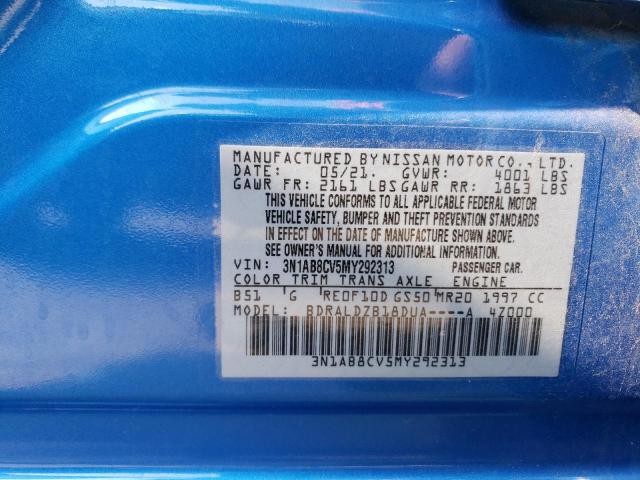 MANUFACTURED BY NISSAN MOTOR CO., LTD.
DATE: 05/21. GVWR: 4001 LBS
GAWR FR: 2161 LBS GAWR RR: 1863 LBS
THIS VEHICLE CONFORMS TO ALL APPLICABLE FEDERAL MOTOR
VEHICLE SAFETY, BUMPER AND THEFT PREVENTION STANDARDS
IN EFFECT ON THE DATE OF MANUFACTURE SHOWN ABOVE.
SEE OWNER'S MANUAL FOR ADDITIONAL INFORMATION.
VIN: 3N1AB8CV5MY292313 PASSENGER CAR.
COLOR TRIM TRANS AXLE ENGINE
B51 G RE0F10D GS50 MR20 1997 CC
MODEL: BDRALDZB18DUA----A 4Z000
3N1AB8CV5MY292313